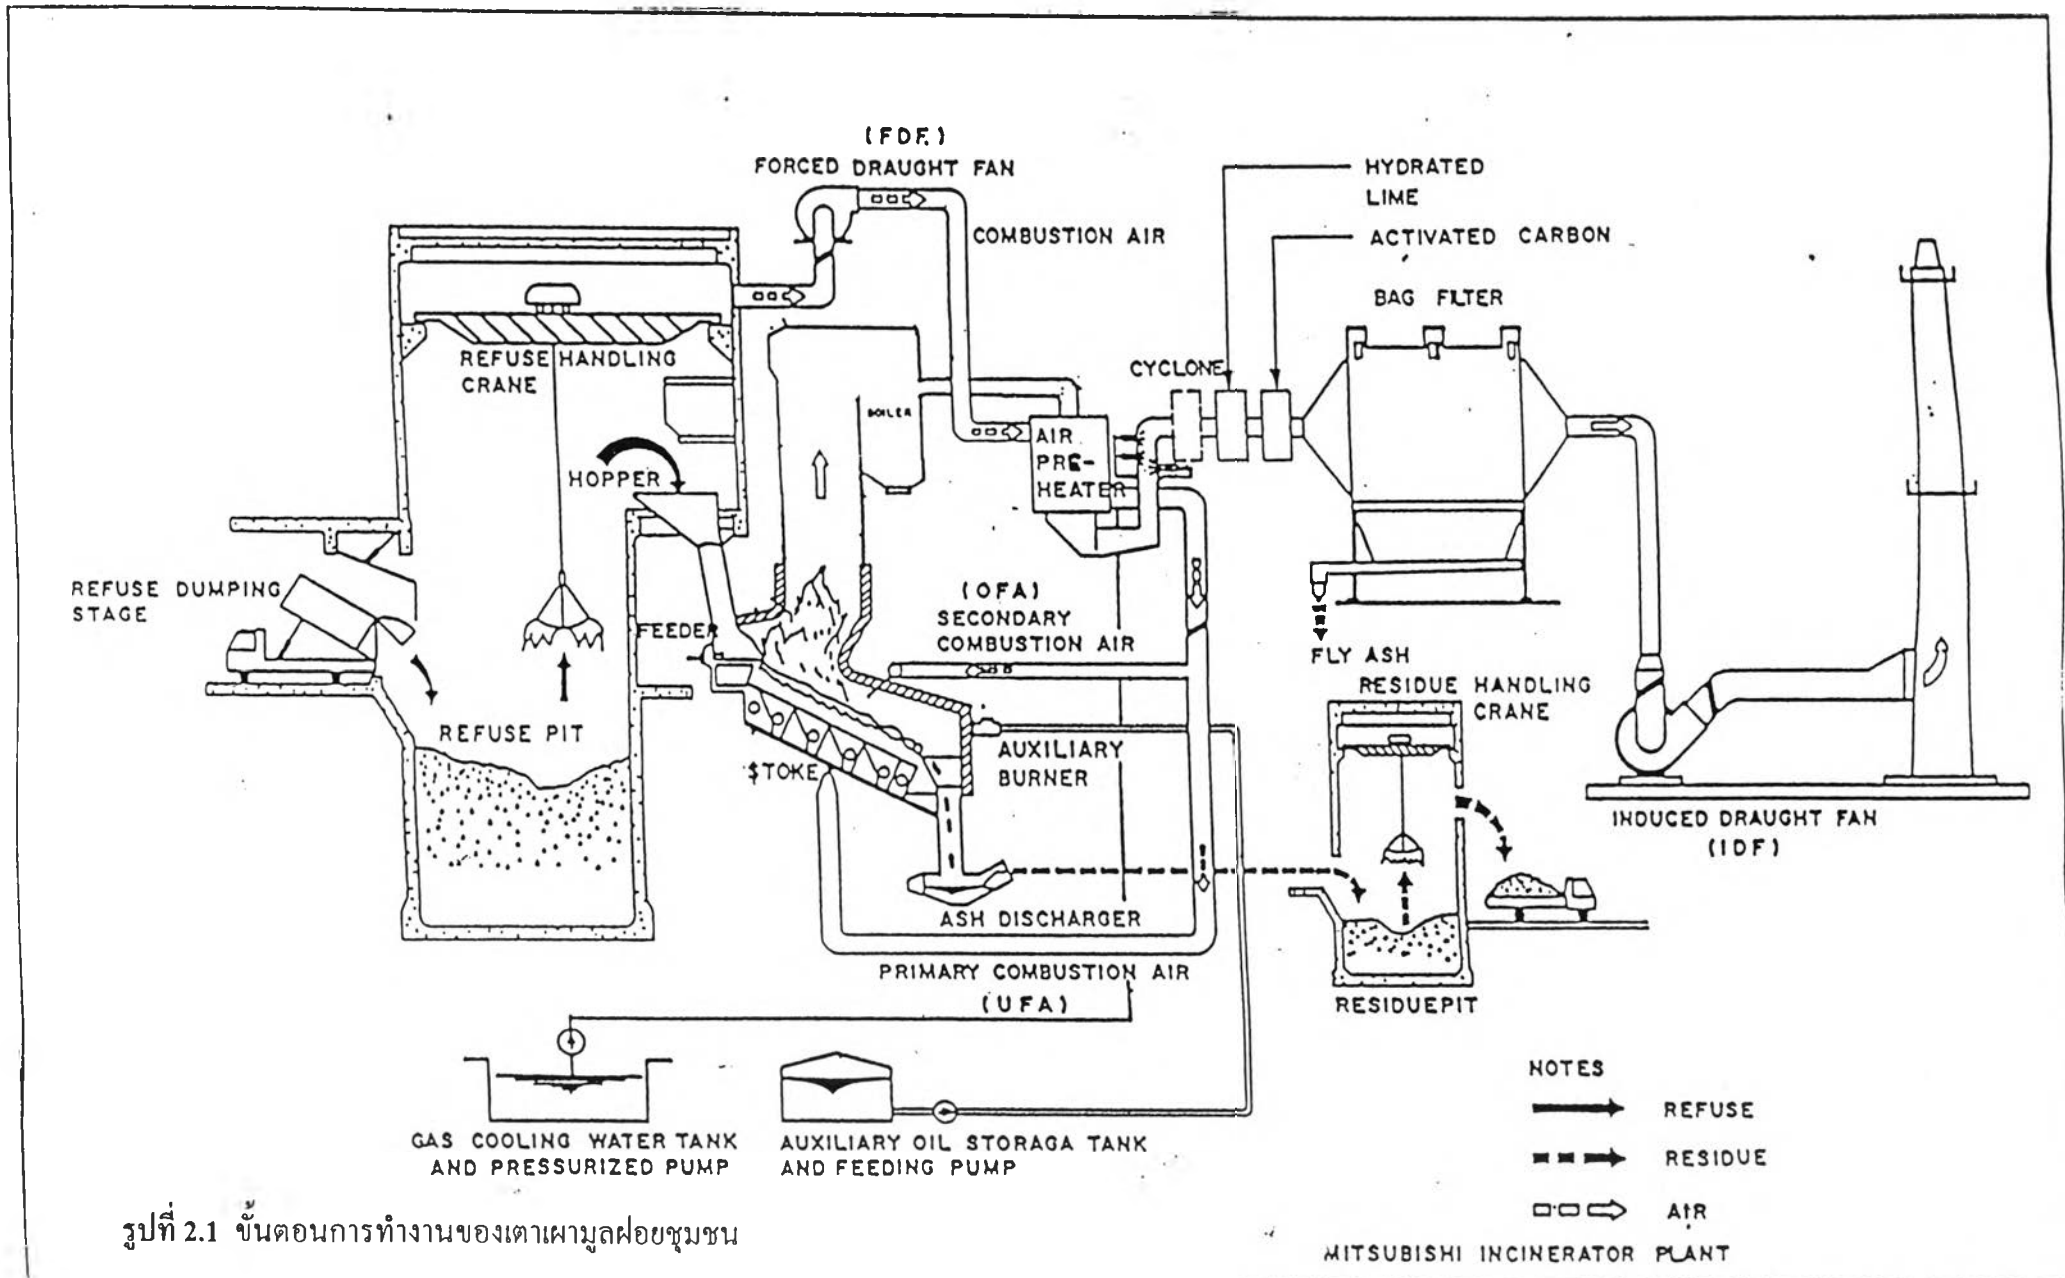 (FDF.)
FORCED DRAUGHT FAN
COMBUSTION AIR
HYDRATED
LIME
ACTIVATED CARBON
BAG FILTER
CYCLONE
REFUSE HANDLING
CRANE
BOILER
AIR
PRE-
HEATER
HOPPER
REFUSE DUMPING
STAGE
FEEDER
(OFA)
SECONDARY
COMBUSTION AIR
FLY ASH
RESIDUE HANDLING
CRANE
REFUSE PIT
$TOKE
AUXILIARY
BURNER
INDUCED DRAUGHT FAN
(IDF)
ASH DISCHARGER
PRIMARY COMBUSTION AIR
(UFA)
RESIDUEPIT
GAS COOLING WATER TANK
AND PRESSURIZED PUMP
AUXILIARY OIL STORAGA TANK
AND FEEDING PUMP
NOTES
REFUSE
RESIDUE
AIR
MITSUBISHI INCINERATOR PLANT
รูปที่ 2.1 ขั้นตอนการทำงานของเตาเผามูลฝอยชุมชน